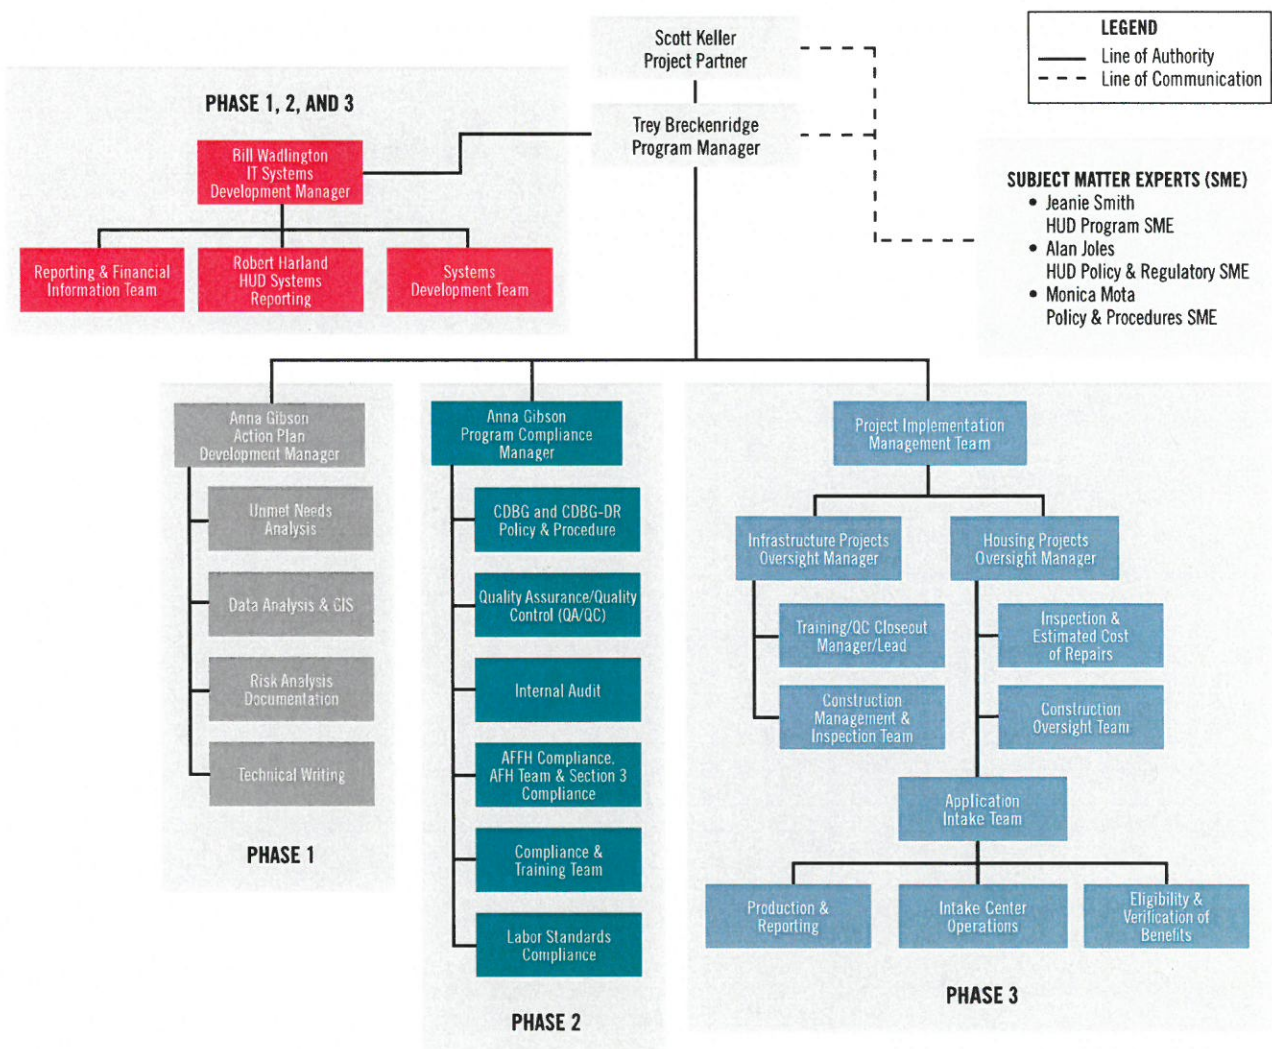 Scott Keller
Project Partner
LEGEND
Line of Authority
Line of Communication
PHASE 1, 2, AND 3
Trey Breckenridge
Program Manager
Bill Wadlington
IT Systems
Development Manager
SUBJECT MATTER EXPERTS (SME)
• Jeanie Smith
HUD Program SME
• Alan Joles
HUD Policy & Regulatory SME
• Monica Mota
Policy & Procedures SME
Reporting & Financial
Information Team
Robert Harland
HUD Systems
Reporting
Systems
Development Team
Anna Gibson
Action Plan
Development Manager
Unmet Needs
Analysis
Data Analysis & GIS
Risk Analysis
Documentation
Technical Writing
PHASE 1
Anna Gibson
Program Compliance
Manager
CDBG and CDBG-DR
Policy & Procedure
Quality Assurance/Quality
Control (QA/QC)
Internal Audit
AFFH Compliance,
AFH Team & Section 3
Compliance
Compliance &
Training Team
Labor Standards
Compliance
PHASE 2
Project Implementation
Management Team
Infrastructure Projects
Oversight Manager
Housing Projects
Oversight Manager
Training/QC Closeout
Manager/Lead
Inspection &
Estimated Cost
of Repairs
Construction
Management &
Inspection Team
Construction
Oversight Team
Application
Intake Team
Production &
Reporting
Intake Center
Operations
Eligibility &
Verification of
Benefits
PHASE 3